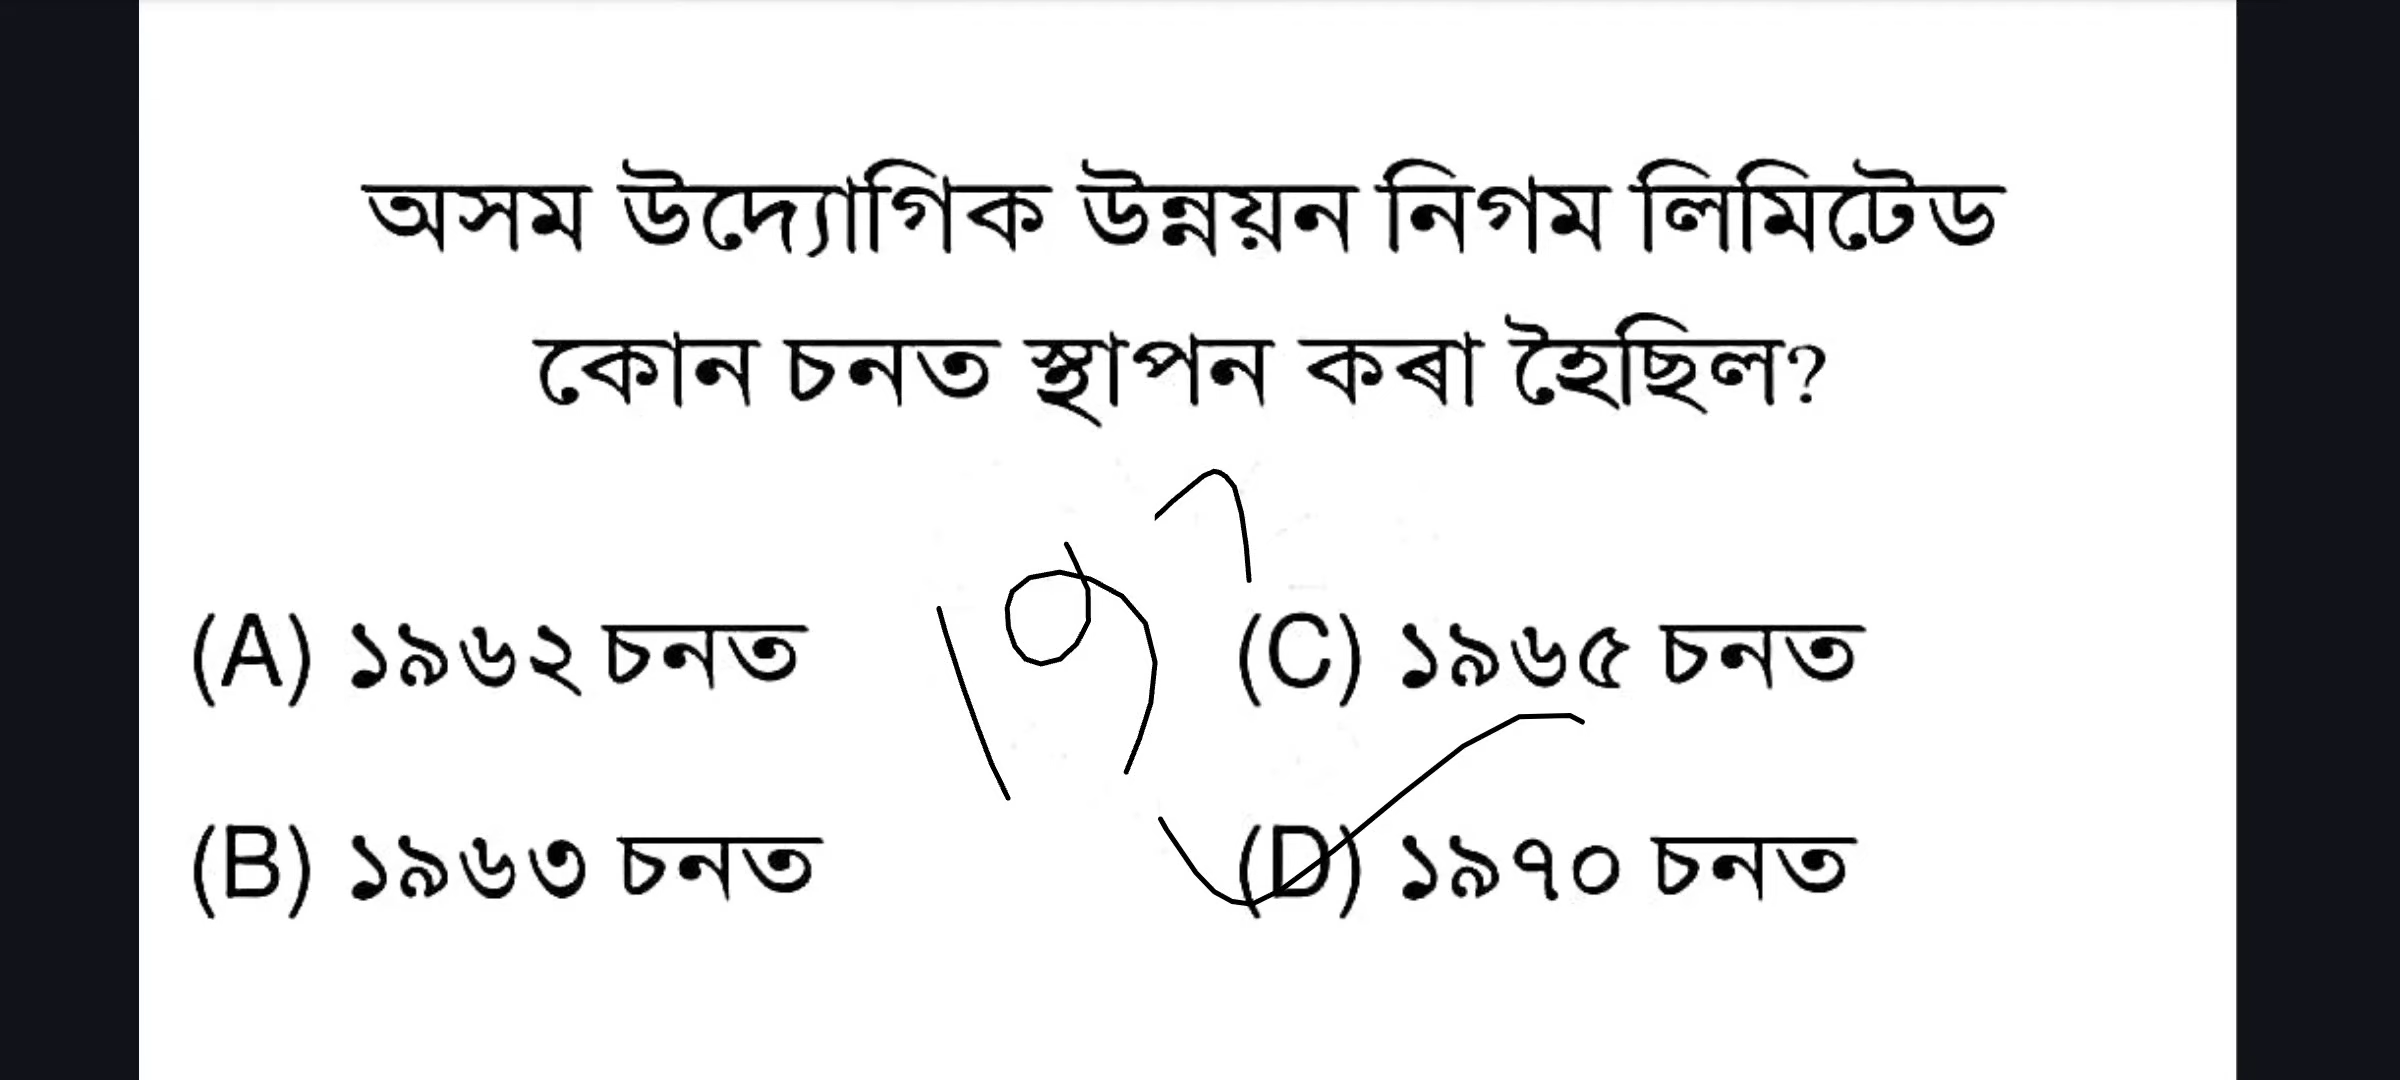 অসম উদ্যোগিক উন্নয়ন নিগম লিমিটেড
কোন চনত স্থাপন কৰা হৈছিল?
(A) ১৯৬২ চনত
(B) ১৯৬৩ চনত
(C) ১৯৬৫ চনত
(D) ১৯৭০ চনত